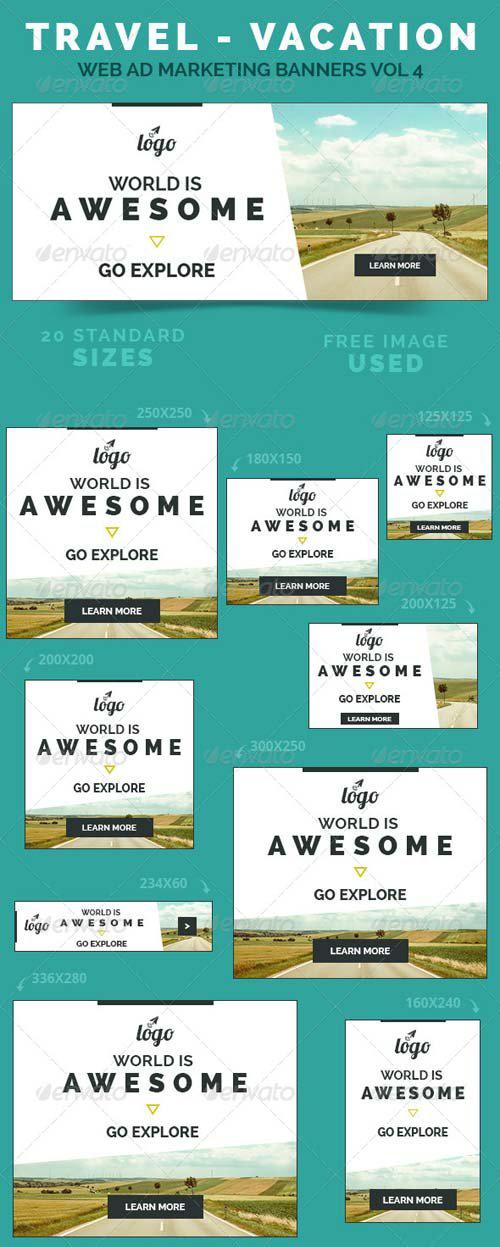 TRAVEL - VACATION
WEB AD MARKETING BANNERS VOL 4
logo
WORLD IS
AWESOME
GO EXPLORE
LEARN MORE
20 STANDARD
SIZES
FREE IMAGE
USED
250X250
logo
WORLD IS
AWESOME
GO EXPLORE
LEARN MORE
180X150
logo
WORLD IS
AWESOME
GO EXPLORE
LEARN MORE
125X125
logo
WORLD IS
AWESOME
GO EXPLORE
LEARN MORE
200X125
logo
WORLD IS
AWESOME
GO EXPLORE
LEARN MORE
200X200
logo
WORLD IS
AWESOME
GO EXPLORE
LEARN MORE
300X250
logo
WORLD IS
AWESOME
GO EXPLORE
LEARN MORE
234X60
logo
WORLD IS
AWESOME
GO EXPLORE
>
336X280
logo
WORLD IS
AWESOME
GO EXPLORE
LEARN MORE
160X240
logo
WORLD IS
AWESOME
GO EXPLORE
LEARN MORE
envato